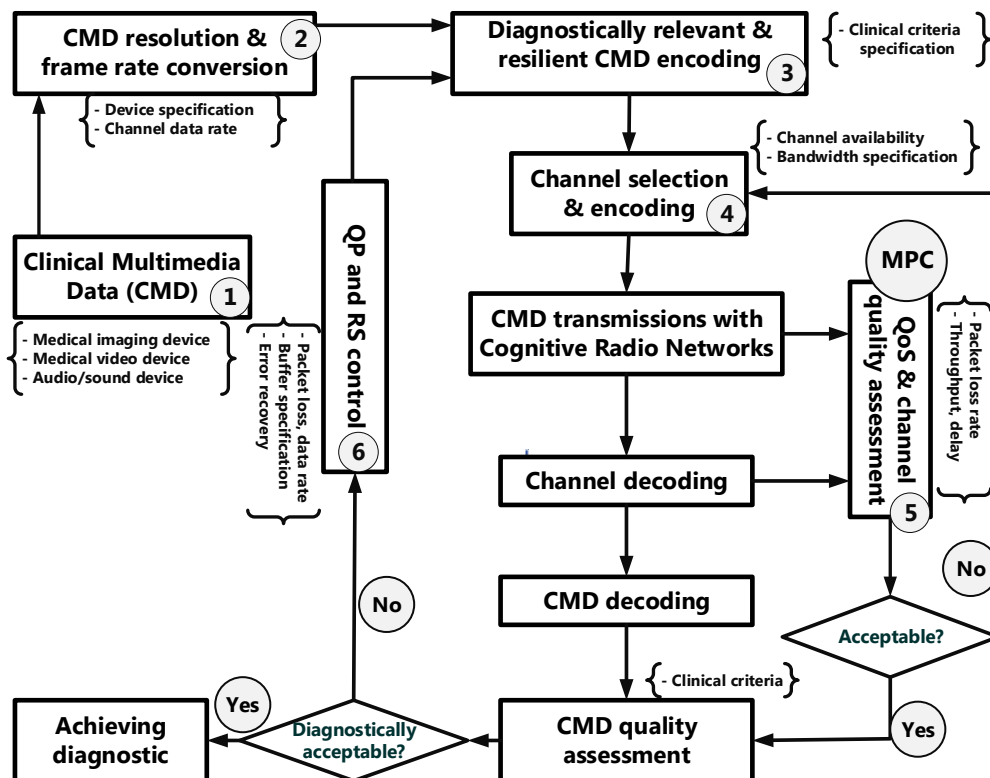 CMD resolution &
frame rate conversion
2
- Device specification
- Channel data rate
Diagnostically relevant &
resilient CMD encoding
3
- Clinical criteria
specification
- Channel availability
- Bandwidth specification
Channel selection
& encoding
4
Clinical Multimedia
Data (CMD)
1
- Medical imaging device
- Medical video device
- Audio/sound device
QP and RS control
6
- Packet loss, data rate
- Buffer specification
- Error recovery
CMD transmissions with
Cognitive Radio Networks
MPC
QoS & channel
quality assessment
5
- Packet loss rate
- Throughput, delay
Channel decoding
No
CMD decoding
No
Acceptable?
- Clinical criteria
Yes
Yes
Achieving
diagnostic
Diagnostically
acceptable?
CMD quality
assessment